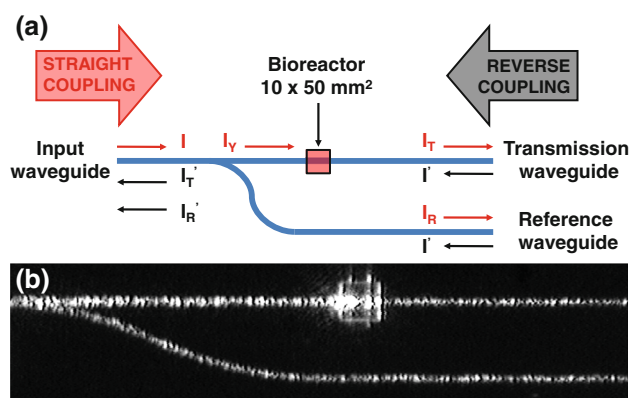 (a)
STRAIGHT
COUPLING
Bioreactor
10 x 50 mm²
REVERSE
COUPLING
Input
waveguide
I
I_Y
I_T
Transmission
waveguide
I_T'
I'
I_R'
I_R
Reference
waveguide
I'
(b)